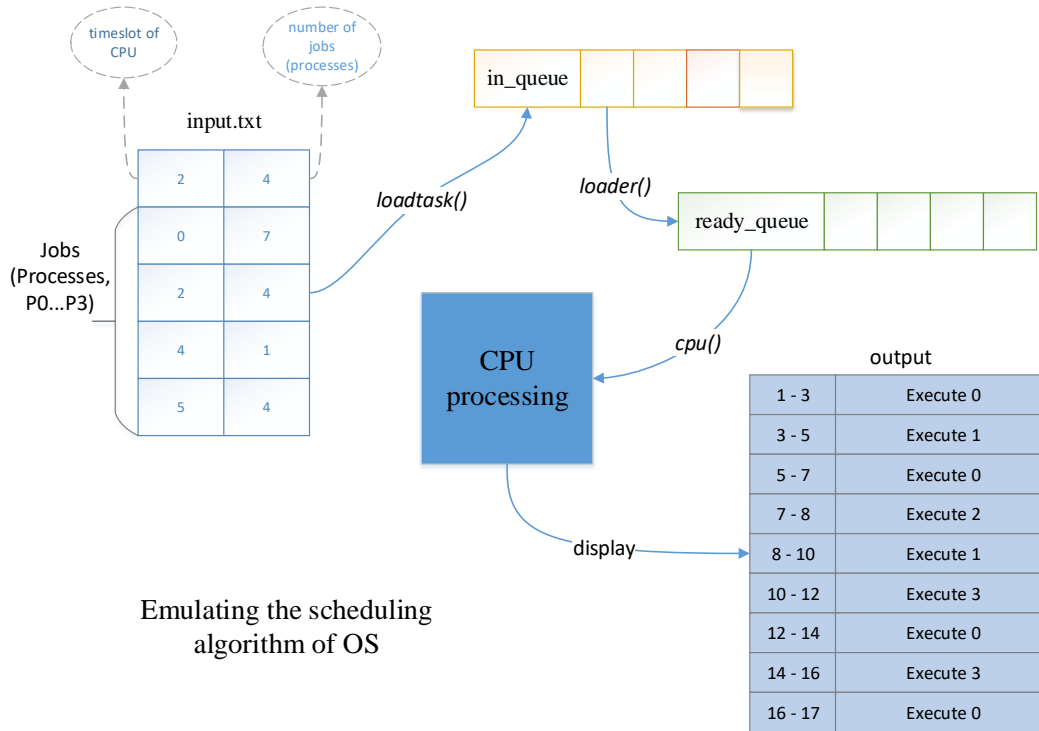 timeslot of
CPU
number of
jobs
(processes)
input.txt
2 4
0 7
2 4
4 1
5 4
Jobs
(Processes,
P0...P3)
loadtask()
in_queue
loader()
ready_queue
cpu()
CPU
processing
display
output
1 - 3 Execute 0
3 - 5 Execute 1
5 - 7 Execute 0
7 - 8 Execute 2
8 - 10 Execute 1
10 - 12 Execute 3
12 - 14 Execute 0
14 - 16 Execute 3
16 - 17 Execute 0
Emulating the scheduling
algorithm of OS